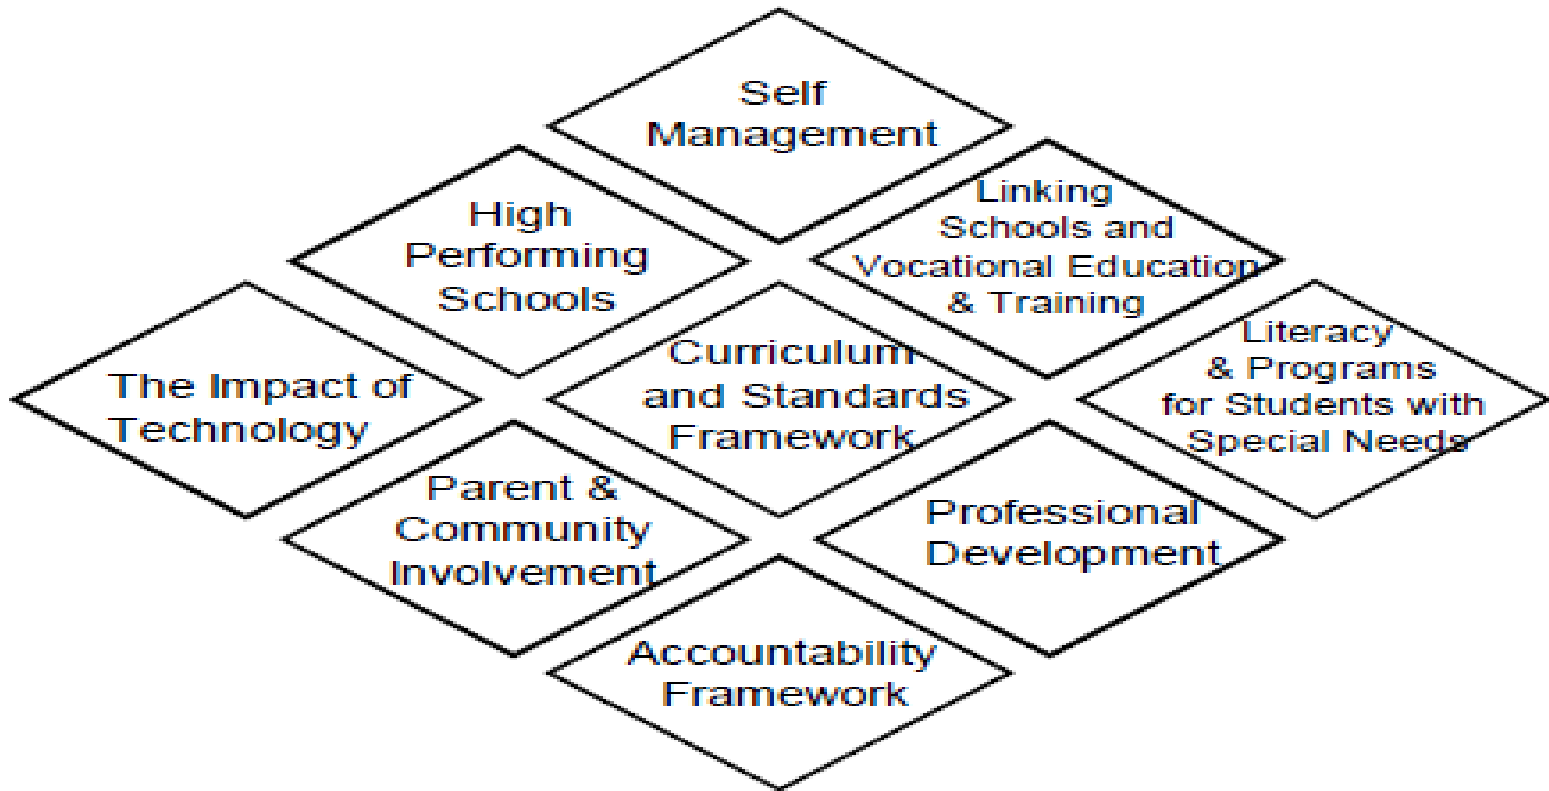 Self
Management
High
Performing
Schools
Linking
Schools and
Vocational Education
& Training
The Impact of
Technology
Curriculum
and Standards
Framework
Literacy
& Programs
for Students with
Special Needs
Parent &
Community
Involvement
Professional
Development
Accountability
Framework